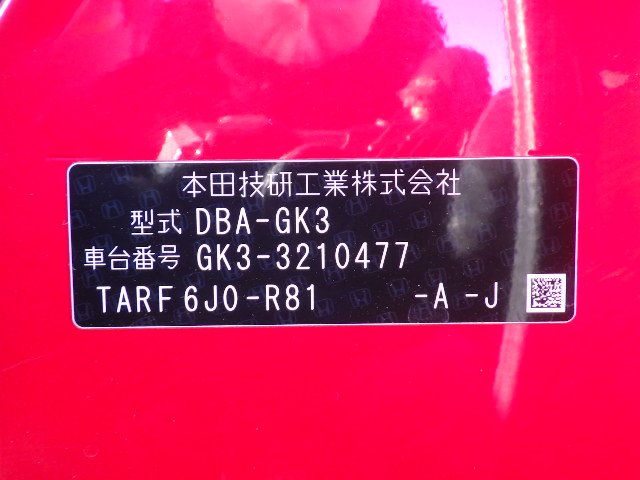 本田技研工業株式会社
型式 DBA-GK3
車台番号 GK3-3210477
TARF6J0-R81 -A-J